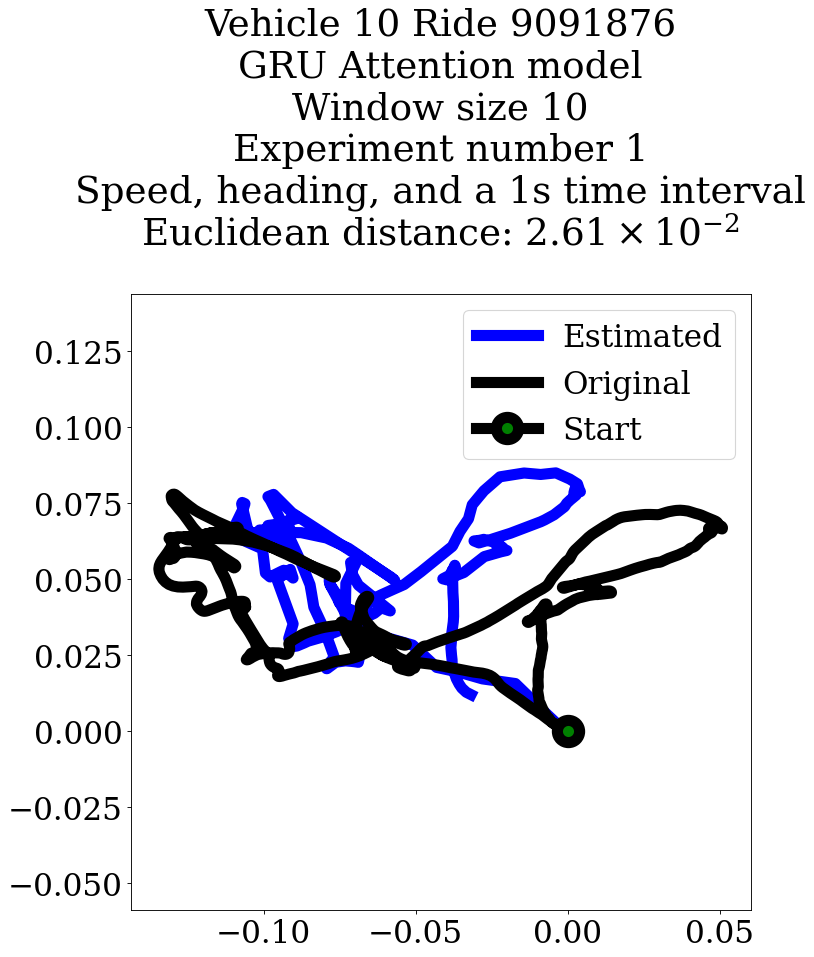 Vehicle 10 Ride 9091876
GRU Attention model
Window size 10
Experiment number 1
Speed, heading, and a 1s time interval
Euclidean distance: 2.61 × 10⁻²
Estimated
Original
Start
0.125
0.100
0.075
0.050
0.025
0.000
−0.025
−0.050
−0.10 −0.05 0.00 0.05